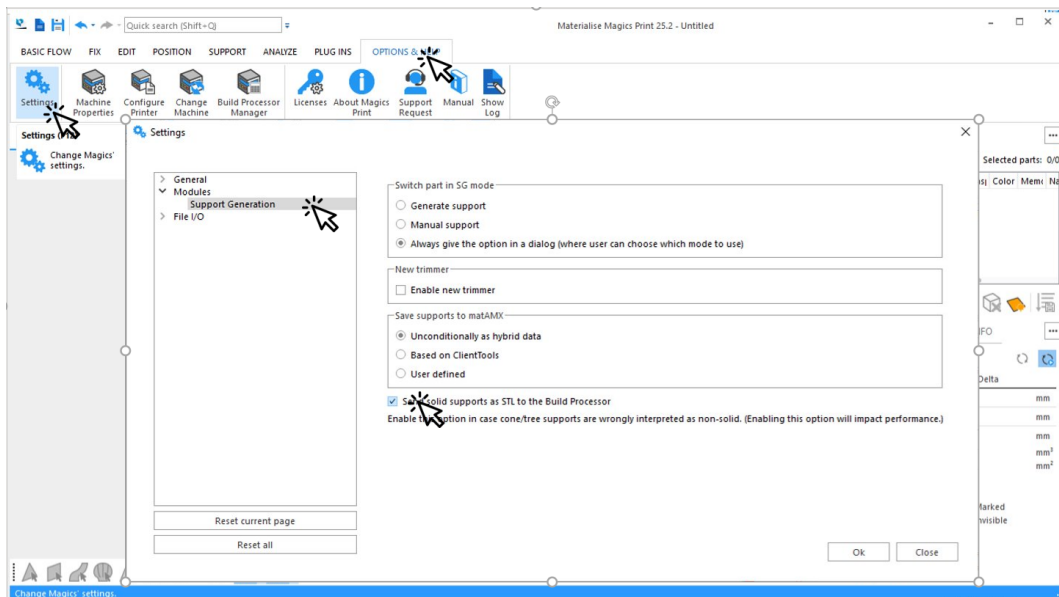 Quick search (Shift+Q)
Materialise Magics Print 25.2 - Untitled
BASIC FLOW FIX EDIT POSITION SUPPORT ANALYZE PLUG INS OPTIONS &
Settings Machine Properties Configure Printer Change Machine Build Processor Manager Licenses About Magics Print Support Request Manual Show Log
Settings
Change Magics'
settings.
Settings
Selected parts: 0/0
Color
General
Modules
Support Generation
File I/O
Reset current page
Reset all
Switch part in SG mode
Generate support
Manual support
Always give the option in a dialog (where user can choose which mode to use)
New trimmer
Enable new trimmer
Save supports to matAMX
Unconditionally as hybrid data
Based on ClientTools
User defined
solid supports as STL to the Build Processor
Enable option in case cone/tree supports are wrongly interpreted as non-solid. (Enabling this option will impact performance.)
Ok Close
Delta
mm
mm
mm
mm³
mm²
Change Magics' settings.